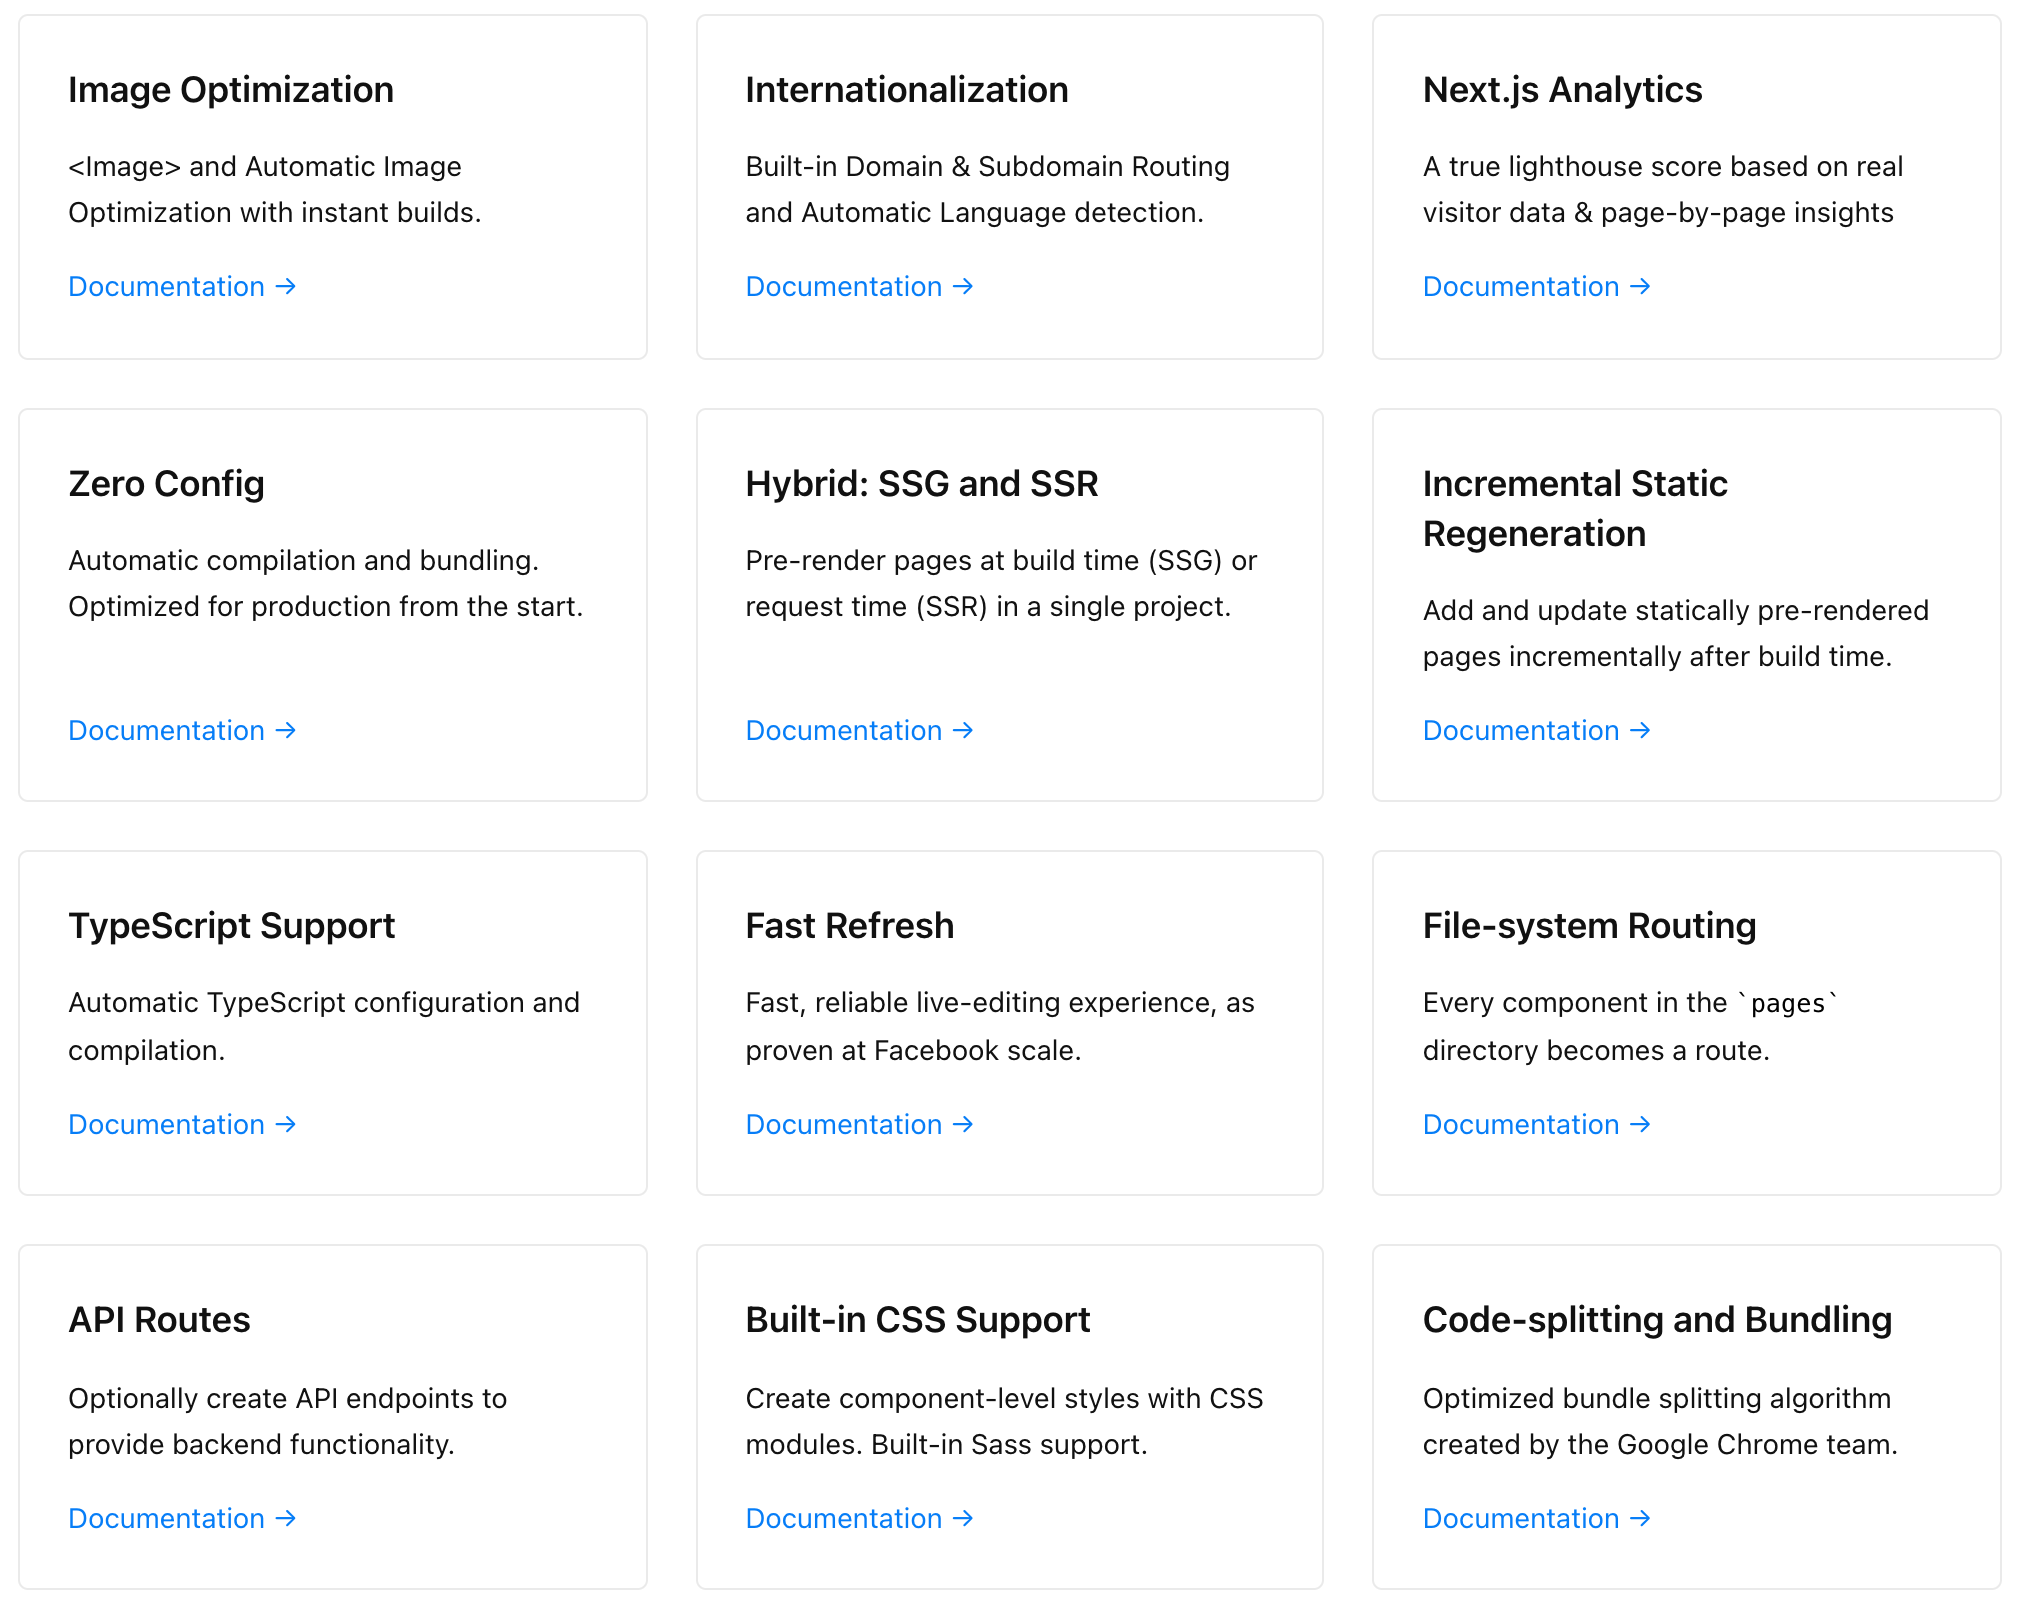 Image Optimization
<Image> and Automatic Image
Optimization with instant builds.
Documentation →
Internationalization
Built-in Domain & Subdomain Routing
and Automatic Language detection.
Documentation →
Next.js Analytics
A true lighthouse score based on real
visitor data & page-by-page insights
Documentation →
Zero Config
Automatic compilation and bundling.
Optimized for production from the start.
Documentation →
Hybrid: SSG and SSR
Pre-render pages at build time (SSG) or
request time (SSR) in a single project.
Documentation →
Incremental Static
Regeneration
Add and update statically pre-rendered
pages incrementally after build time.
Documentation →
TypeScript Support
Automatic TypeScript configuration and
compilation.
Documentation →
Fast Refresh
Fast, reliable live-editing experience, as
proven at Facebook scale.
Documentation →
File-system Routing
Every component in the `pages`
directory becomes a route.
Documentation →
API Routes
Optionally create API endpoints to
provide backend functionality.
Documentation →
Built-in CSS Support
Create component-level styles with CSS
modules. Built-in Sass support.
Documentation →
Code-splitting and Bundling
Optimized bundle splitting algorithm
created by the Google Chrome team.
Documentation →